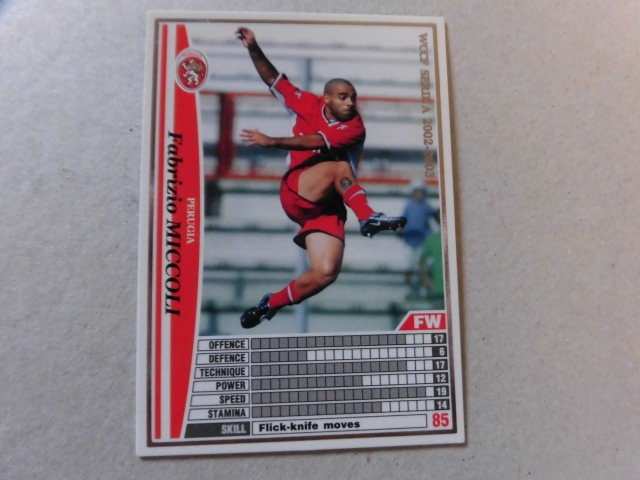 WCCF SERIE A 2002-2003
PERUGIA
Fabrizio MICCOLI
FW
OFFENCE 17
DEFENCE 6
TECHNIQUE 17
POWER 12
SPEED 19
STAMINA 14
SKILL Flick-knife moves 85